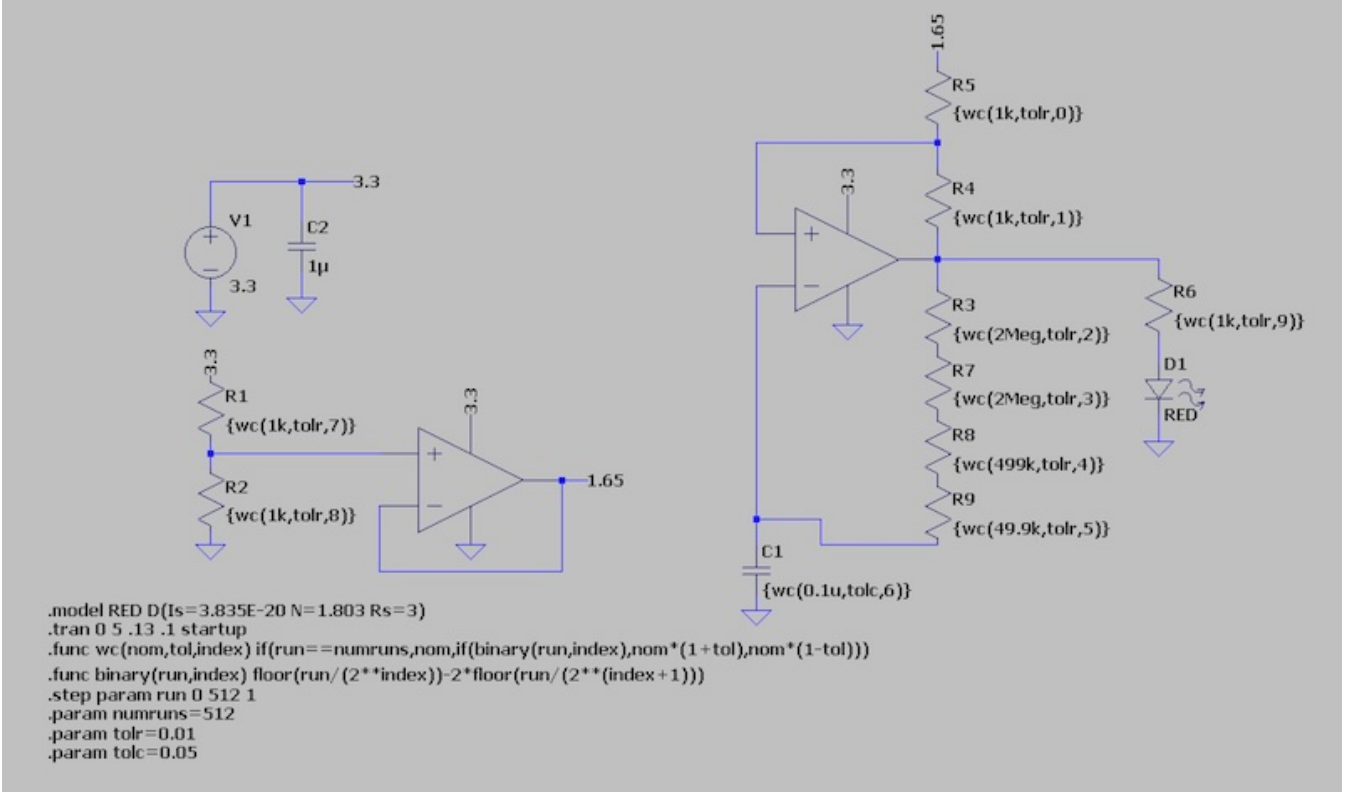 3.3
V1
3.3
C2
1µ
3.3
R1
{wc(1k,tolr,7)}
R2
{wc(1k,tolr,8)}
3.3
+
−
1.65
1.65
R5
{wc(1k,tolr,0)}
R4
{wc(1k,tolr,1)}
3.3
+
−
R3
{wc(2Meg,tolr,2)}
R7
{wc(2Meg,tolr,3)}
R8
{wc(499k,tolr,4)}
R9
{wc(49.9k,tolr,5)}
R6
{wc(1k,tolr,9)}
D1
RED
C1
{wc(0.1u,tolc,6)}
.model RED D(Is=3.835E-20 N=1.803 Rs=3)
.tran 0 5 .13 .1 startup
.func wc(nom,tol,index) if(run==numruns,nom,if(binary(run,index),nom*(1+tol),nom*(1-tol)))
.func binary(run,index) floor(run/(2**index))-2*floor(run/(2**(index+1)))
.step param run 0 512 1
.param numruns=512
.param tolr=0.01
.param tolc=0.05